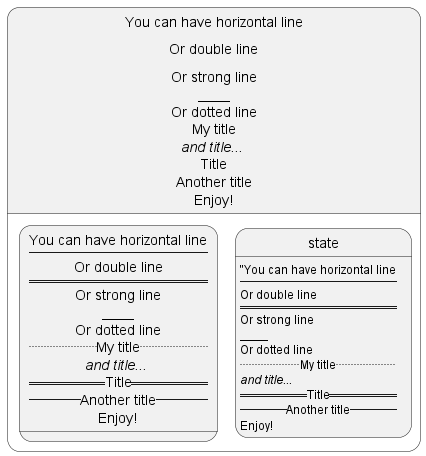 You can have horizontal line
Or double line
Or strong line
____
Or dotted line
My title
and title...
Title
Another title
Enjoy!
You can have horizontal line
Or double line
Or strong line
____
Or dotted line
My title
and title...
Title
Another title
Enjoy!
state
"You can have horizontal line
Or double line
Or strong line
____
Or dotted line
My title
and title...
Title
Another title
Enjoy!